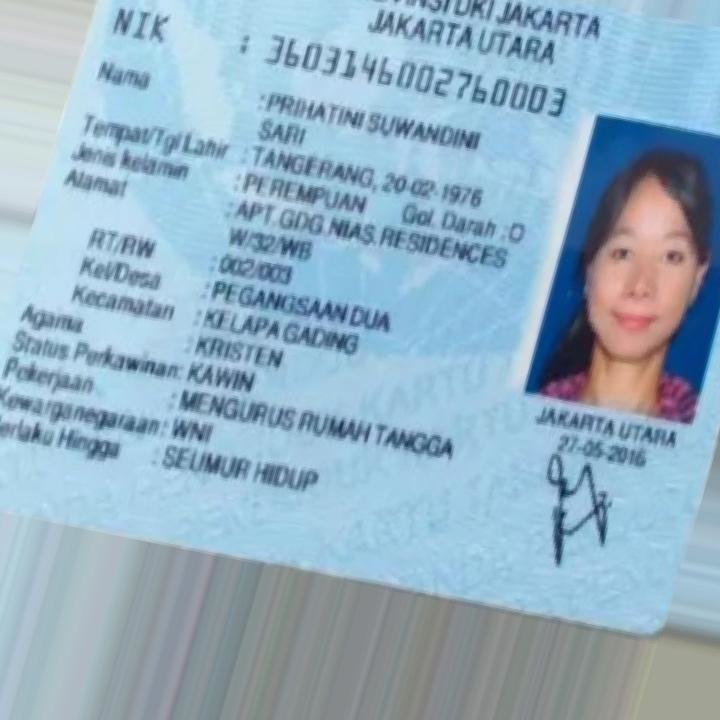 JAKARTA
JAKARTA UTARA
NIK : 3603146002760003
Nama : PRIHATINI SUWANDINI
SARI
Tempat/Tgl Lahir : TANGERANG, 20-02-1976
Jenis kelamin : PEREMPUAN Gol. Darah : O
Alamat : APT.GDG.NIAS.RESIDENCES
W/32/WB
RT/RW : 002/003
Kel/Desa : PEGANGSAAN DUA
Kecamatan : KELAPA GADING
Agama : KRISTEN
Status Perkawinan: KAWIN
Pekerjaan : MENGURUS RUMAH TANGGA
Kewarganegaraan: WNI
Berlaku Hingga : SEUMUR HIDUP
JAKARTA UTARA
27-05-2016